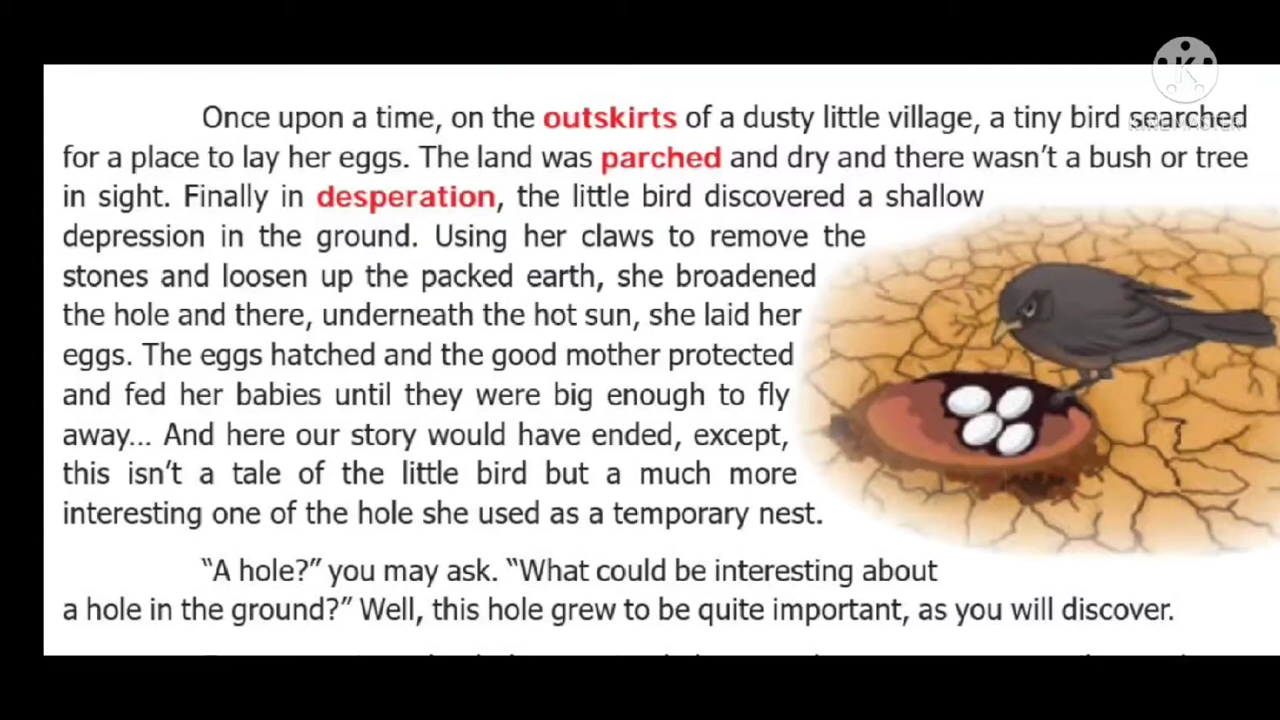 Once upon a time, on the outskirts of a dusty little village, a tiny bird searched
for a place to lay her eggs. The land was parched and dry and there wasn't a bush or tree
in sight. Finally in desperation, the little bird discovered a shallow
depression in the ground. Using her claws to remove the
stones and loosen up the packed earth, she broadened
the hole and there, underneath the hot sun, she laid her
eggs. The eggs hatched and the good mother protected
and fed her babies until they were big enough to fly
away... And here our story would have ended, except,
this isn't a tale of the little bird but a much more
interesting one of the hole she used as a temporary nest.
"A hole?" you may ask. "What could be interesting about
a hole in the ground?" Well, this hole grew to be quite important, as you will discover.
K
KINEMASTER